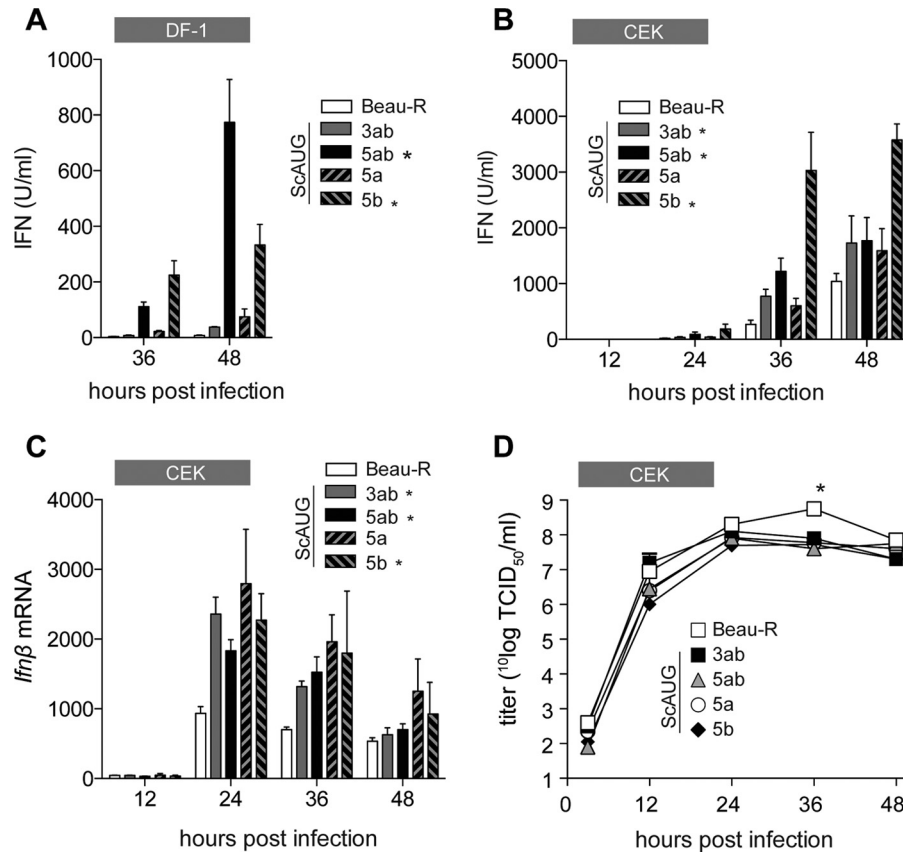 A
DF-1
IFN (U/ml)
1000
800
600
400
200
0
36
48
hours post infection
Beau-R
ScAUG
3ab
5ab *
5a
5b *
B
CEK
IFN (U/ml)
5000
4000
3000
2000
1000
0
12
24
36
48
hours post infection
Beau-R
ScAUG
3ab *
5ab *
5a
5b *
C
CEK
Ifnβ mRNA
4000
3000
2000
1000
0
12
24
36
48
hours post infection
Beau-R
ScAUG
3ab *
5ab *
5a
5b *
D
CEK
*
titer (¹⁰log TCID₅₀/ml)
9
8
7
6
5
4
3
2
1
0
12
24
36
48
hours post infection
Beau-R
ScAUG
3ab
5ab
5a
5b